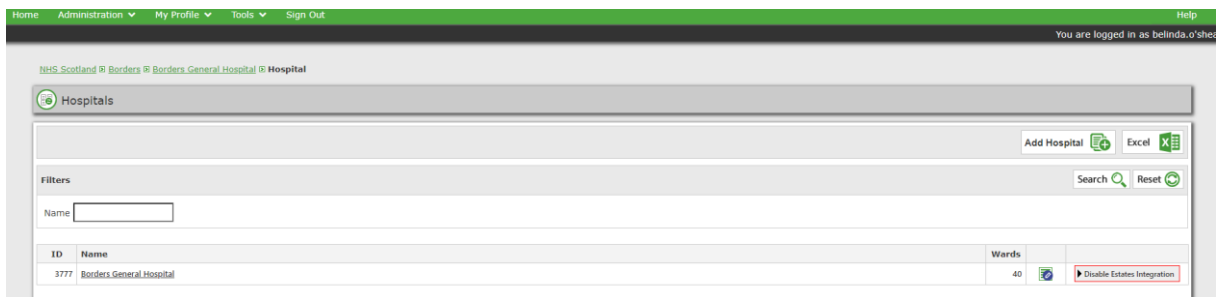 Home Administration My Profile Tools Sign Out Help
You are logged in as belinda.o'shea
NHS Scotland Borders Borders General Hospital Hospital
Hospitals
Add Hospital Excel
Filters Search Reset
Name
ID Name Wards
3777 Borders General Hospital 40 Disable Estates Integration